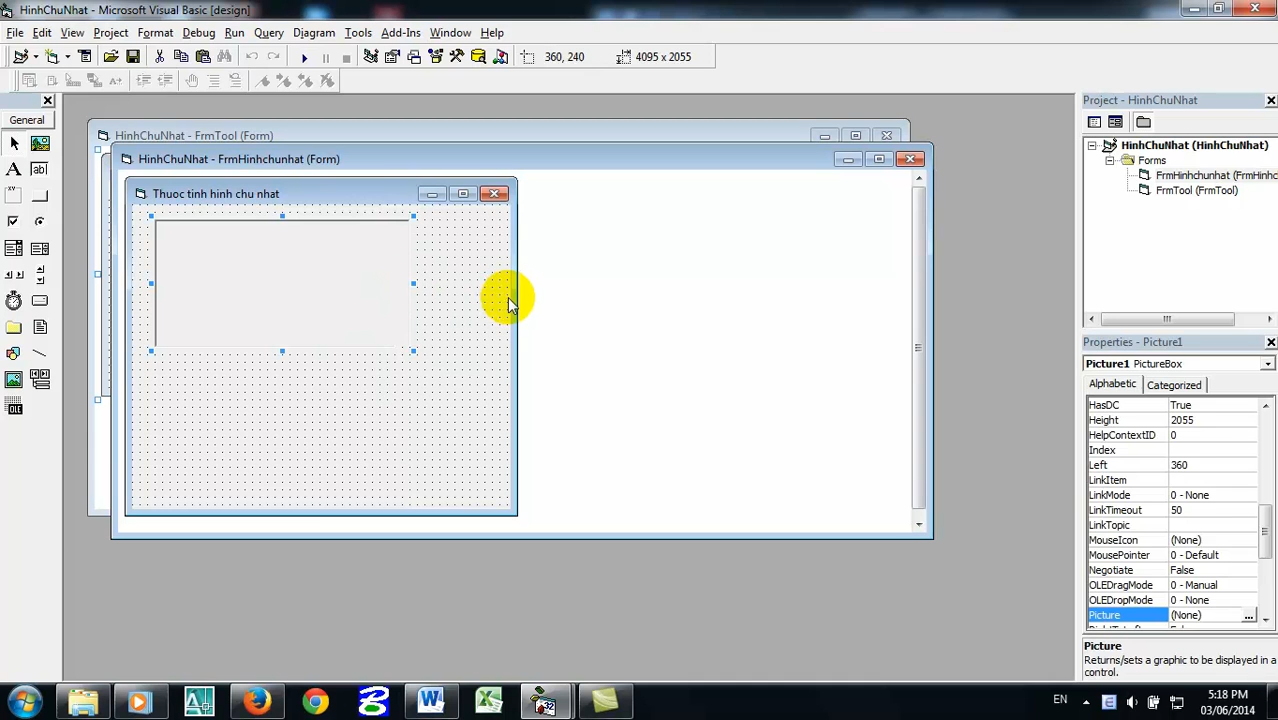 HinhChuNhat - Microsoft Visual Basic [design]
File Edit View Project Format Debug Run Query Diagram Tools Add-Ins Window Help
360, 240 4095 x 2055
General
HinhChuNhat - FrmTool (Form)
HinhChuNhat - FrmHinhchunhat (Form)
Thuoc tinh hinh chu nhat
Project - HinhChuNhat
HinhChuNhat (HinhChuNhat)
Forms
FrmHinhchunhat (FrmHinh
FrmTool (FrmTool)
Properties - Picture1
Picture1 PictureBox
Alphabetic Categorized
HasDC True
Height 2055
HelpContextID 0
Index
Left 360
LinkItem
LinkMode 0 - None
LinkTimeout 50
LinkTopic
MouseIcon (None)
MousePointer 0 - Default
Negotiate False
OLEDragMode 0 - Manual
OLEDropMode 0 - None
Picture (None) ...
Picture
Returns/sets a graphic to be displayed in a
control.
EN
5:18 PM
03/06/2014